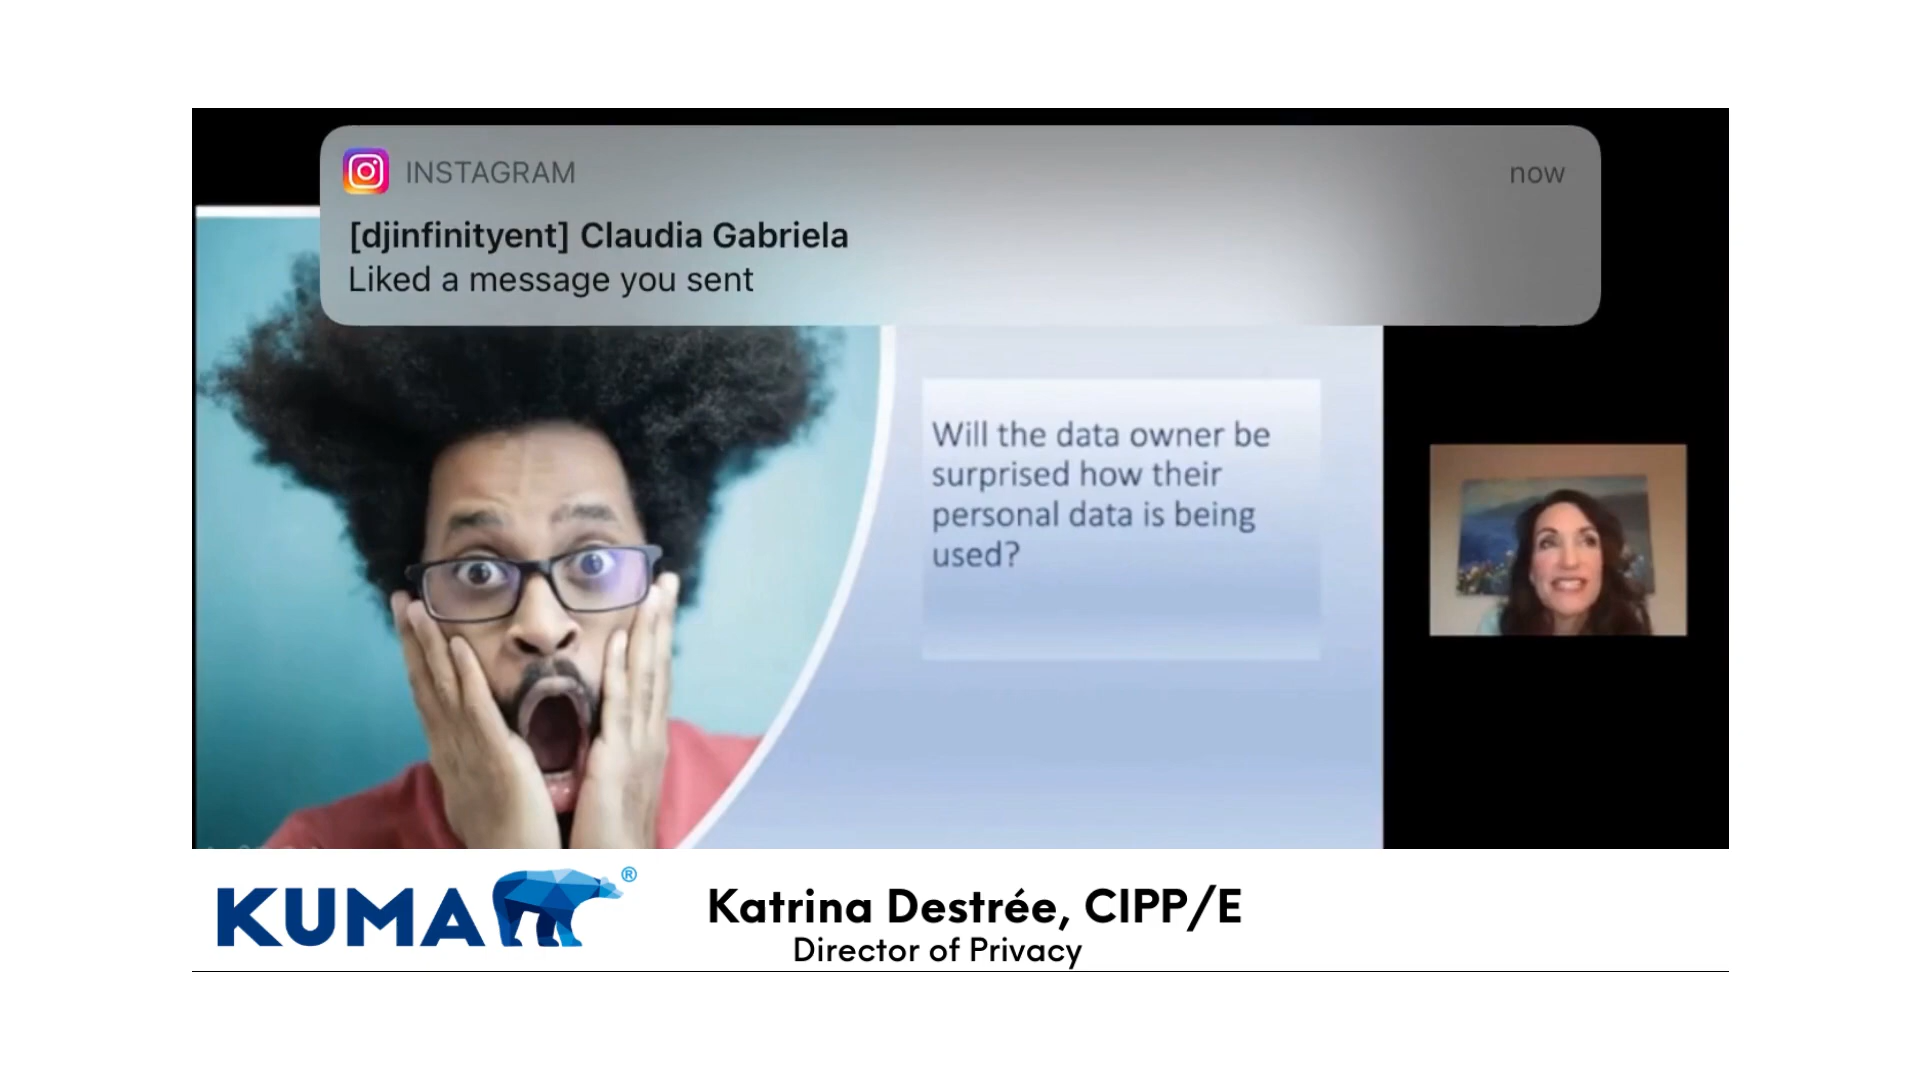 INSTAGRAM
now
[djinfinityent] Claudia Gabriela
Liked a message you sent
Will the data owner be
surprised how their
personal data is being
used?
KUMA®
Katrina Destrée, CIPP/E
Director of Privacy